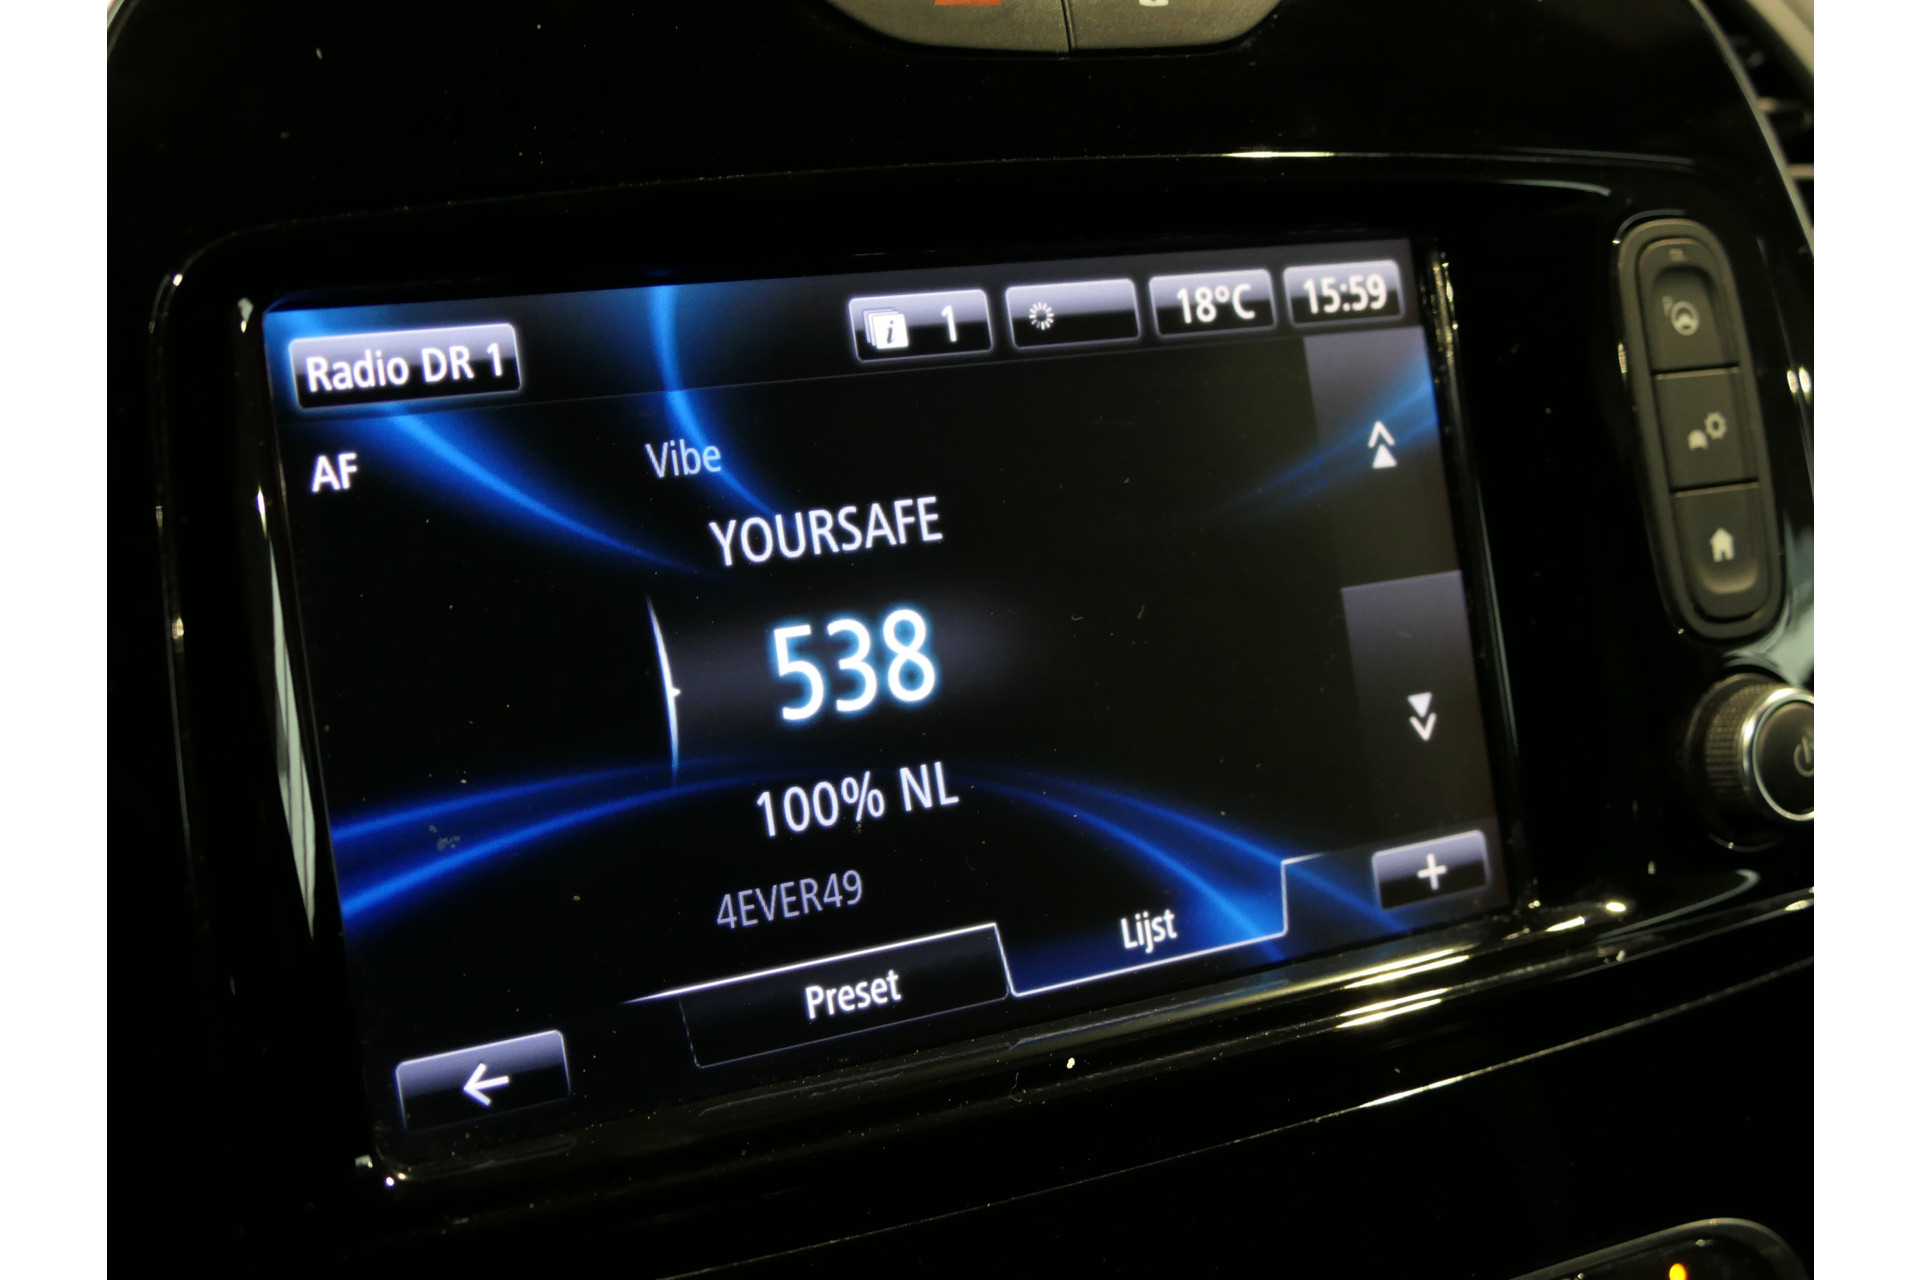 Radio DR 1
i 1
18°C
15:59
AF
Vibe
YOURSAFE
538
100% NL
4EVER49
Preset
Lijst
+